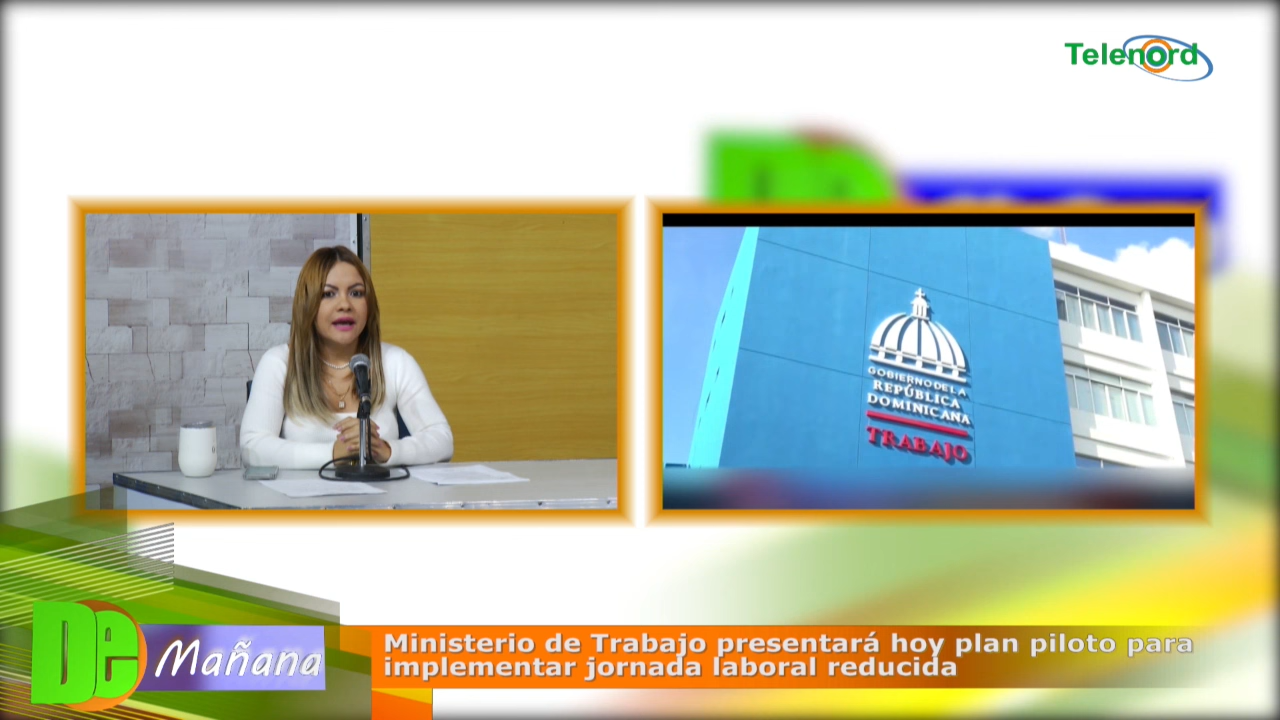 Telenord
GOBIERNO DE LA
REPÚBLICA
DOMINICANA
TRABAJO
De
Mañana
Ministerio de Trabajo presentará hoy plan piloto para
implementar jornada laboral reducida